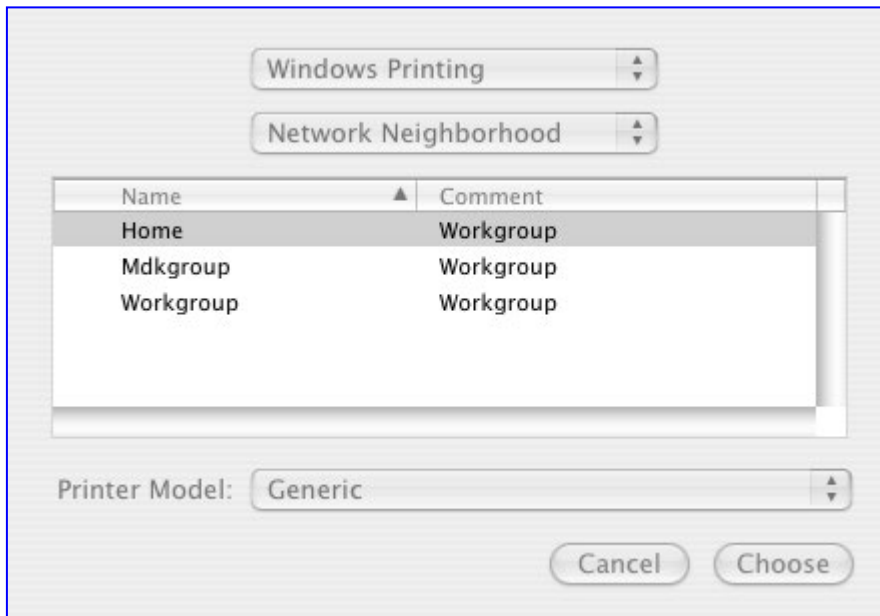 Windows Printing
Network Neighborhood
Name Comment
Home Workgroup
Mdkgroup Workgroup
Workgroup Workgroup
Printer Model: Generic
Cancel Choose